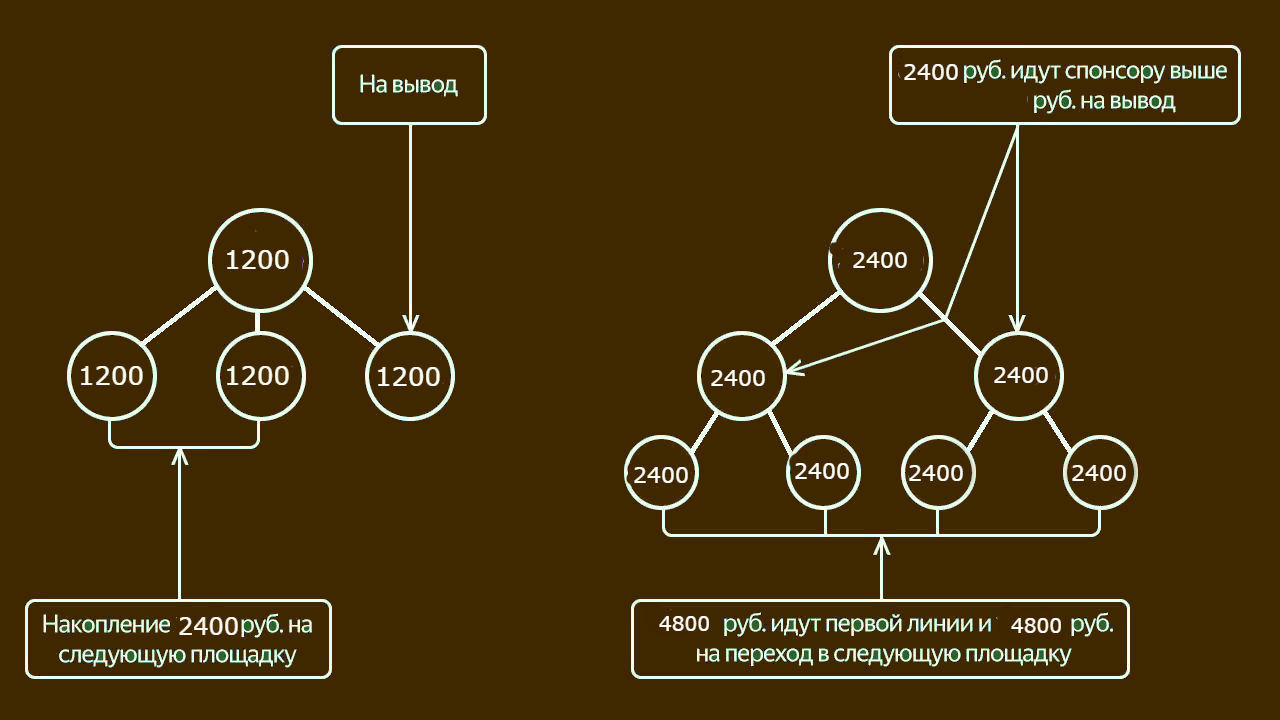 На вывод
2400 руб. идут спонсору выше
руб. на вывод
1200
1200
1200
1200
2400
2400
2400
2400
2400
2400
2400
Накопление 2400 руб. на
следующую площадку
4800 руб. идут первой линии и 4800 руб.
на переход в следующую площадку